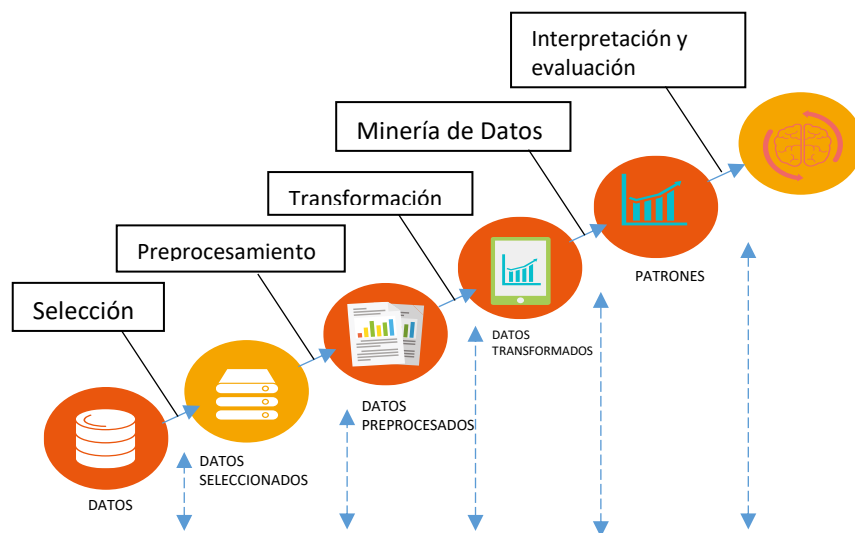 Interpretación y
evaluación
Minería de Datos
Transformación
Preprocesamiento
Selección
PATRONES
DATOS
TRANSFORMADOS
DATOS
PREPROCESADOS
DATOS
SELECCIONADOS
DATOS